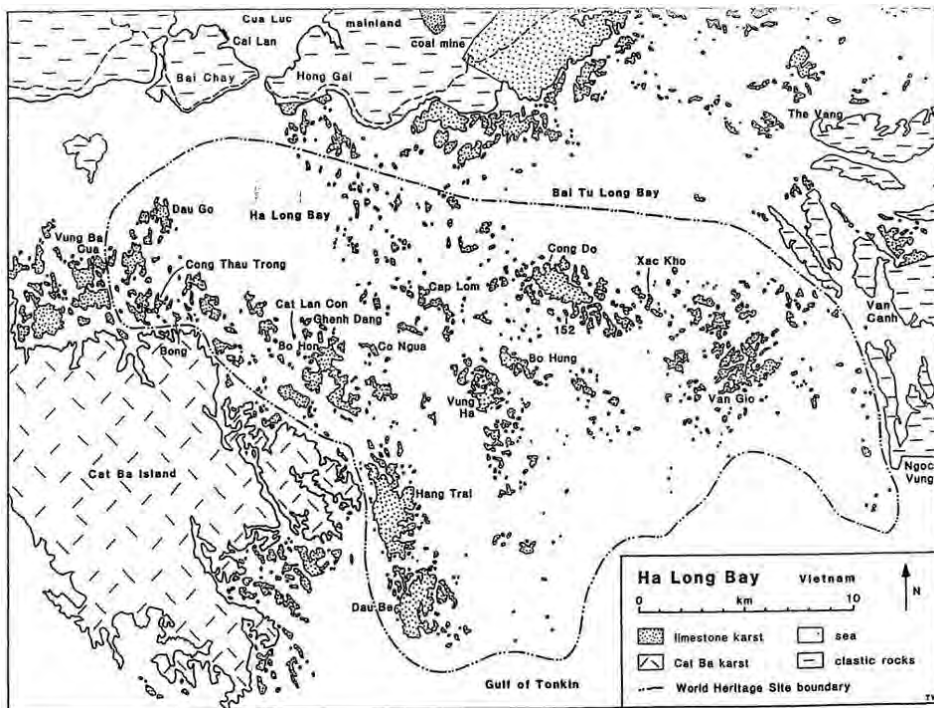 Cua Luc
Cai Lan
mainland
coal mine
Bai Chay
Hong Gai
The Vang
Bai Tu Long Bay
Dau Go
Ha Long Bay
Vung Ba
Cua
Cong Do
Xac Kho
Cong Thau Trong
Cap Lom
Cat Lan Con
Ghenh Dang
Van
Canh
152
Bong
Bo Hon
Co Ngua
Bo Hung
Vung
Ha
Van Gio
Cat Ba Island
Ngoc
Vung
Hang Trai
Dau Be
Gulf of Tonkin
Ha Long Bay Vietnam
0 km 10
N
limestone karst
sea
Cat Ba karst
clastic rocks
World Heritage Site boundary